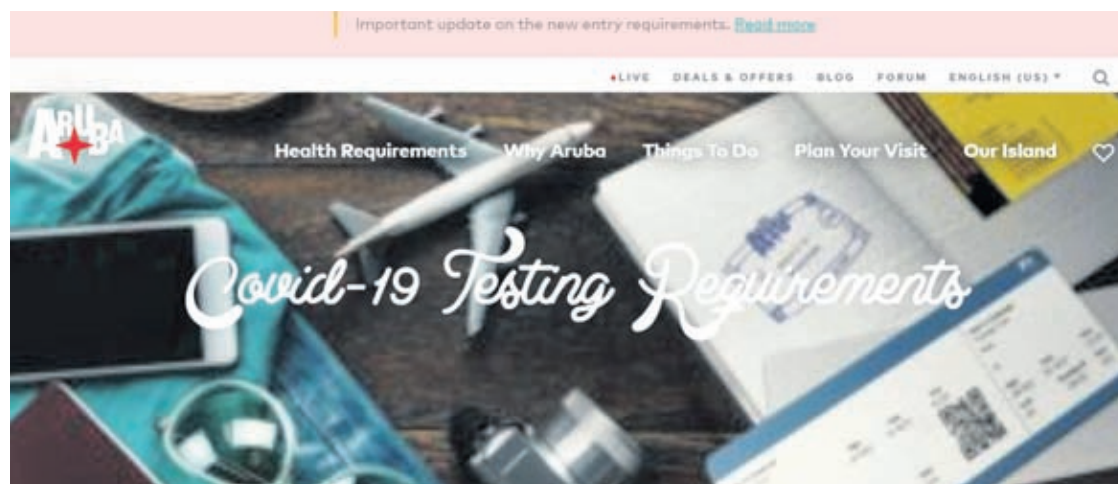 Important update on the new entry requirements. Read more
LIVE DEALS & OFFERS BLOG FORUM ENGLISH (US)
ARUBA
Health Requirements Why Aruba Things To Do Plan Your Visit Our Island
Covid-19 Testing Requirements